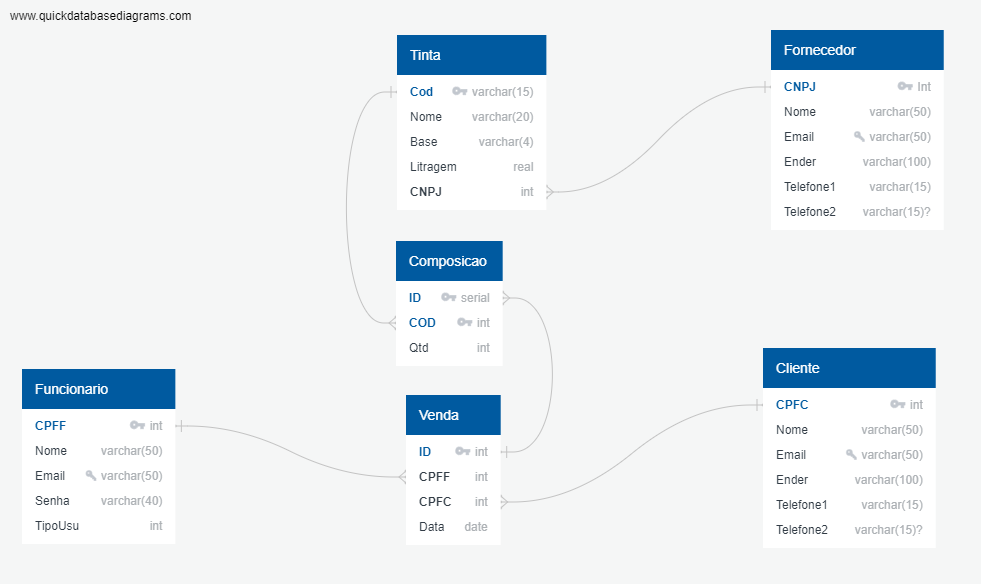 www.quickdatabasediagrams.com
Tinta
Cod varchar(15)
Nome varchar(20)
Base varchar(4)
Litragem real
CNPJ int
Fornecedor
CNPJ Int
Nome varchar(50)
Email varchar(50)
Ender varchar(100)
Telefone1 varchar(15)
Telefone2 varchar(15)?
Composicao
ID serial
COD int
Qtd int
Funcionario
CPFF int
Nome varchar(50)
Email varchar(50)
Senha varchar(40)
TipoUsu int
Venda
ID int
CPFF int
CPFC int
Data date
Cliente
CPFC int
Nome varchar(50)
Email varchar(50)
Ender varchar(100)
Telefone1 varchar(15)
Telefone2 varchar(15)?